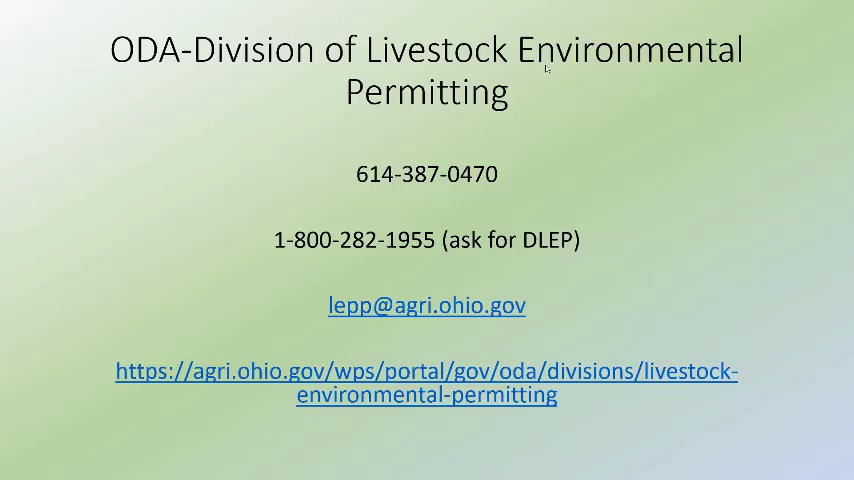 ODA-Division of Livestock Environmental
Permitting
614-387-0470
1-800-282-1955 (ask for DLEP)
lepp@agri.ohio.gov
https://agri.ohio.gov/wps/portal/gov/oda/divisions/livestock-
environmental-permitting